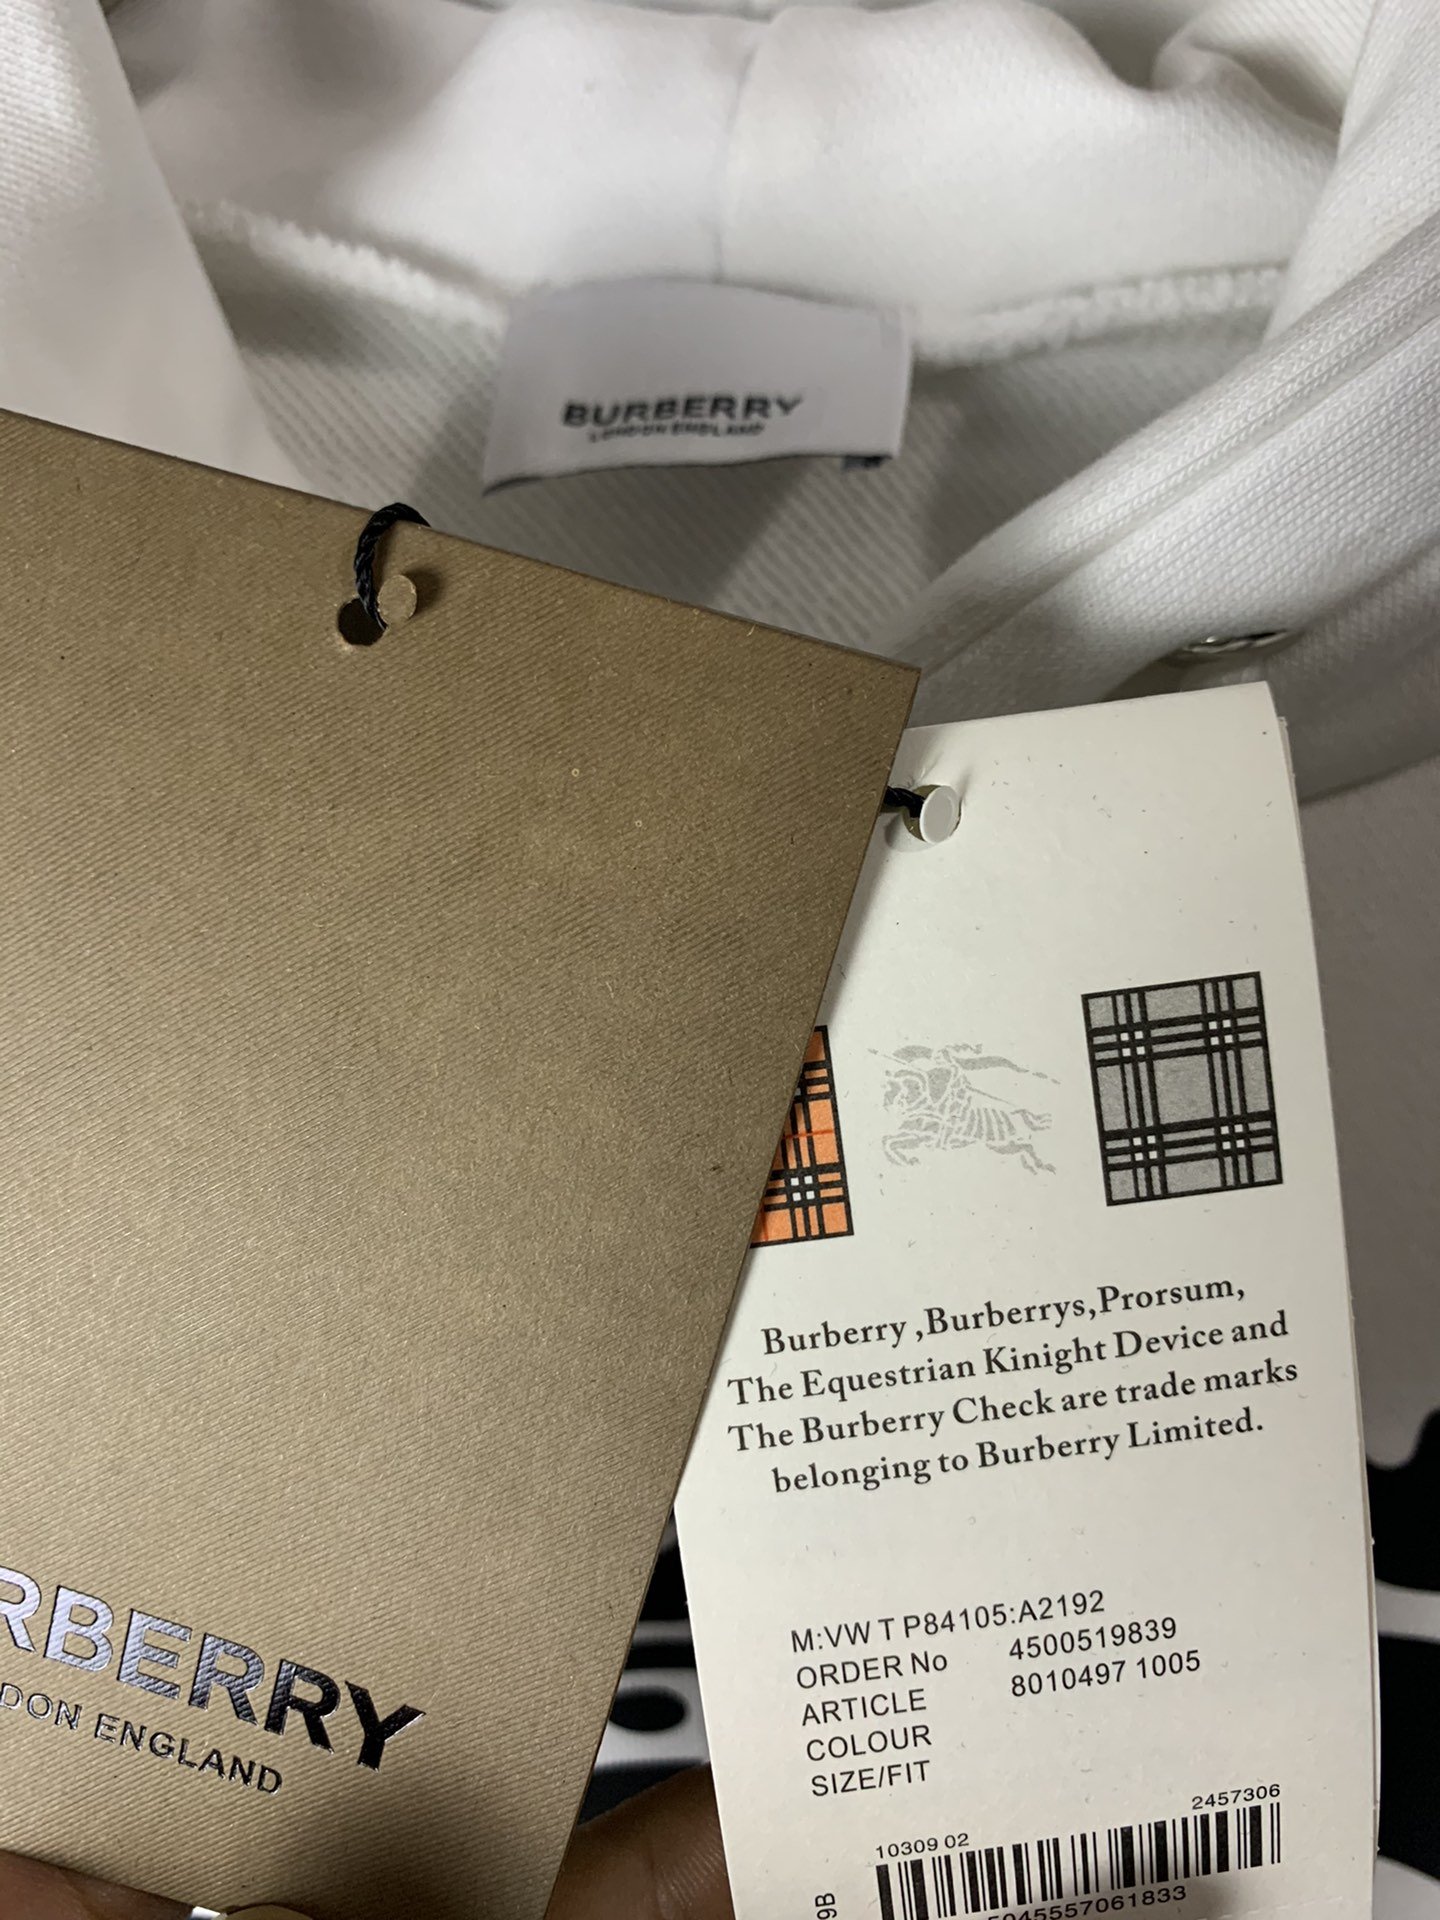 BURBERRY
LONDON ENGLAND
RBERRY
DON ENGLAND
Burberry ,Burberrys,Prorsum,
The Equestrian Kinight Device and
The Burberry Check are trade marks
belonging to Burberry Limited.
M:VW T P84105:A2192
ORDER No 4500519839
ARTICLE 8010497 1005
COLOUR
SIZE/FIT
10309 02 2457306
9B
5045557061833